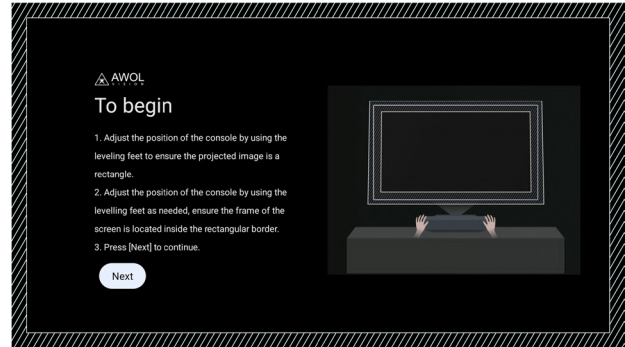 AWOL
VISION
To begin
1. Adjust the position of the console by using the
leveling feet to ensure the projected image is a
rectangle.
2. Adjust the position of the console by using the
levelling feet as needed, ensure the frame of the
screen is located inside the rectangular border.
3. Press [Next] to continue.
Next